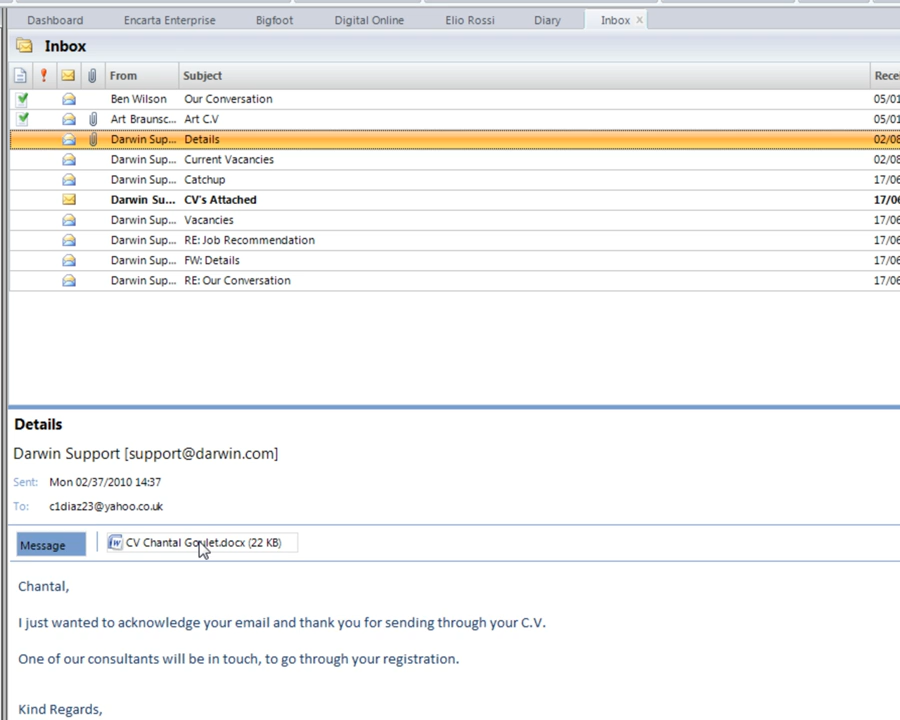 Dashboard Encarta Enterprise Bigfoot Digital Online Elio Rossi Diary Inbox x
Inbox
From Subject Rece
Ben Wilson Our Conversation 05/01
Art Braunsc... Art C.V 05/01
Darwin Sup... Details 02/08
Darwin Sup... Current Vacancies 02/08
Darwin Sup... Catchup 17/06
Darwin Su... CV's Attached 17/06
Darwin Sup... Vacancies 17/06
Darwin Sup... RE: Job Recommendation 17/06
Darwin Sup... FW: Details 17/06
Darwin Sup... RE: Our Conversation 17/06
Details
Darwin Support [support@darwin.com]
Sent: Mon 02/37/2010 14:37
To: c1diaz23@yahoo.co.uk
Message CV Chantal Goulet.docx (22 KB)
Chantal,
I just wanted to acknowledge your email and thank you for sending through your C.V.
One of our consultants will be in touch, to go through your registration.
Kind Regards,